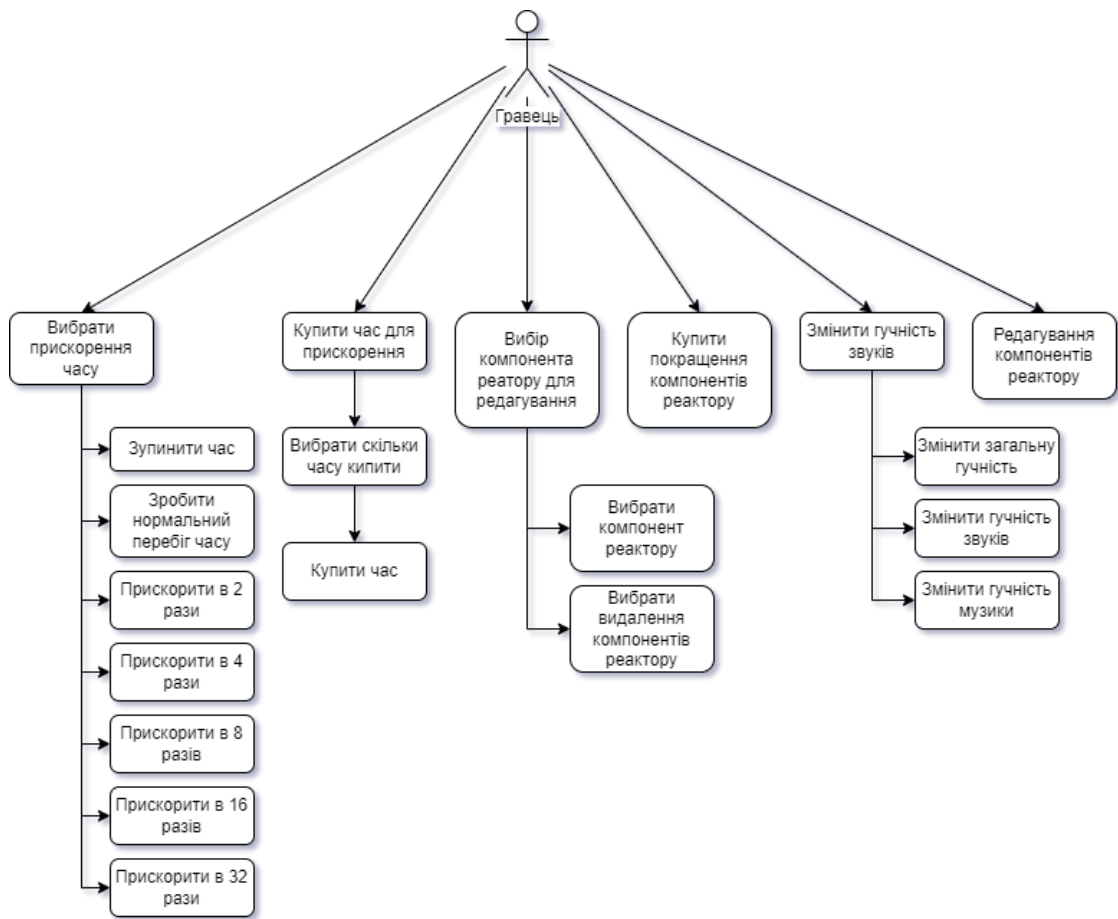 Гравець
Вибрати
прискорення
часу
Зупинити час
Зробити
нормальний
перебіг часу
Прискорити в 2
рази
Прискорити в 4
рази
Прискорити в 8
разів
Прискорити в 16
разів
Прискорити в 32
рази
Купити час для
прискорення
Вибрати скільки
часу кипити
Купити час
Вибір
компонента
реатору для
редагування
Вибрати
компонент
реактору
Вибрати
видалення
компонентів
реактору
Купити
покращення
компонентів
реактору
Змінити гучність
звуків
Змінити загальну
гучність
Змінити гучність
звуків
Змінити гучність
музики
Редагування
компонентів
реактору